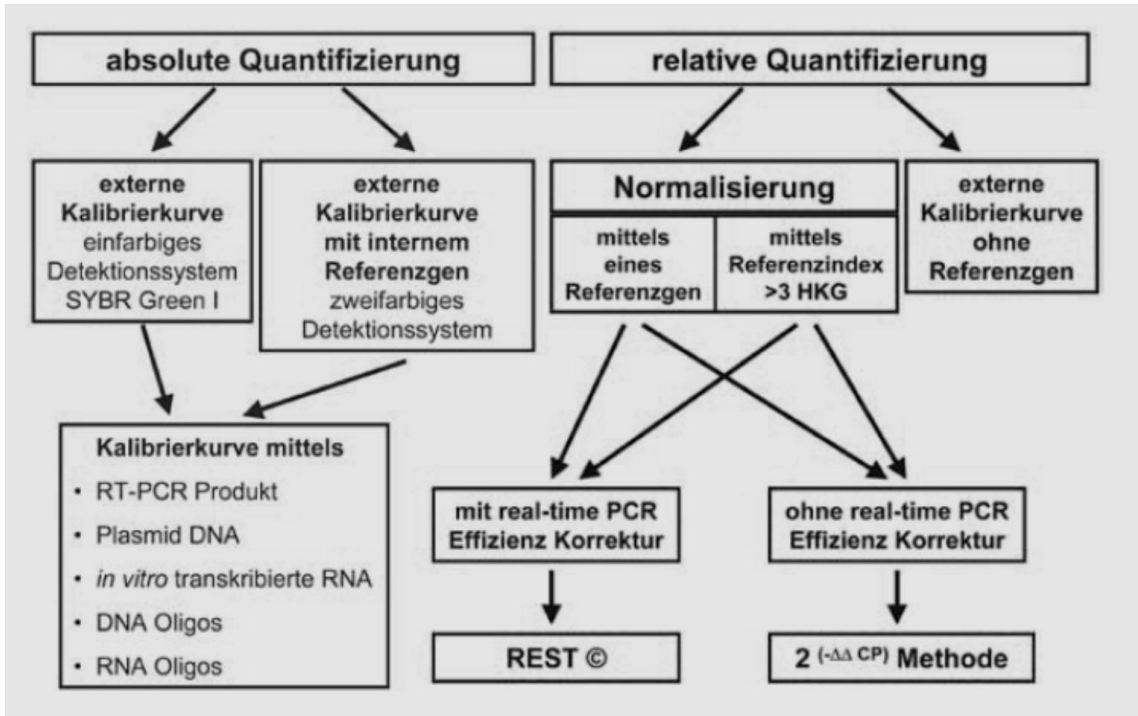 absolute Quantifizierung
relative Quantifizierung
externe
Kalibrierkurve
einfarbiges
Detektionssystem
SYBR Green I
externe
Kalibrierkurve
mit internem
Referenzgen
zweifarbiges
Detektionssystem
Normalisierung
mittels
eines
Referenzgen
mittels
Referenzindex
>3 HKG
externe
Kalibrierkurve
ohne
Referenzgen
Kalibrierkurve mittels
• RT-PCR Produkt
• Plasmid DNA
• in vitro transkribierte RNA
• DNA Oligos
• RNA Oligos
mit real-time PCR
Effizienz Korrektur
ohne real-time PCR
Effizienz Korrektur
REST ©
2 (-ΔΔ CP) Methode